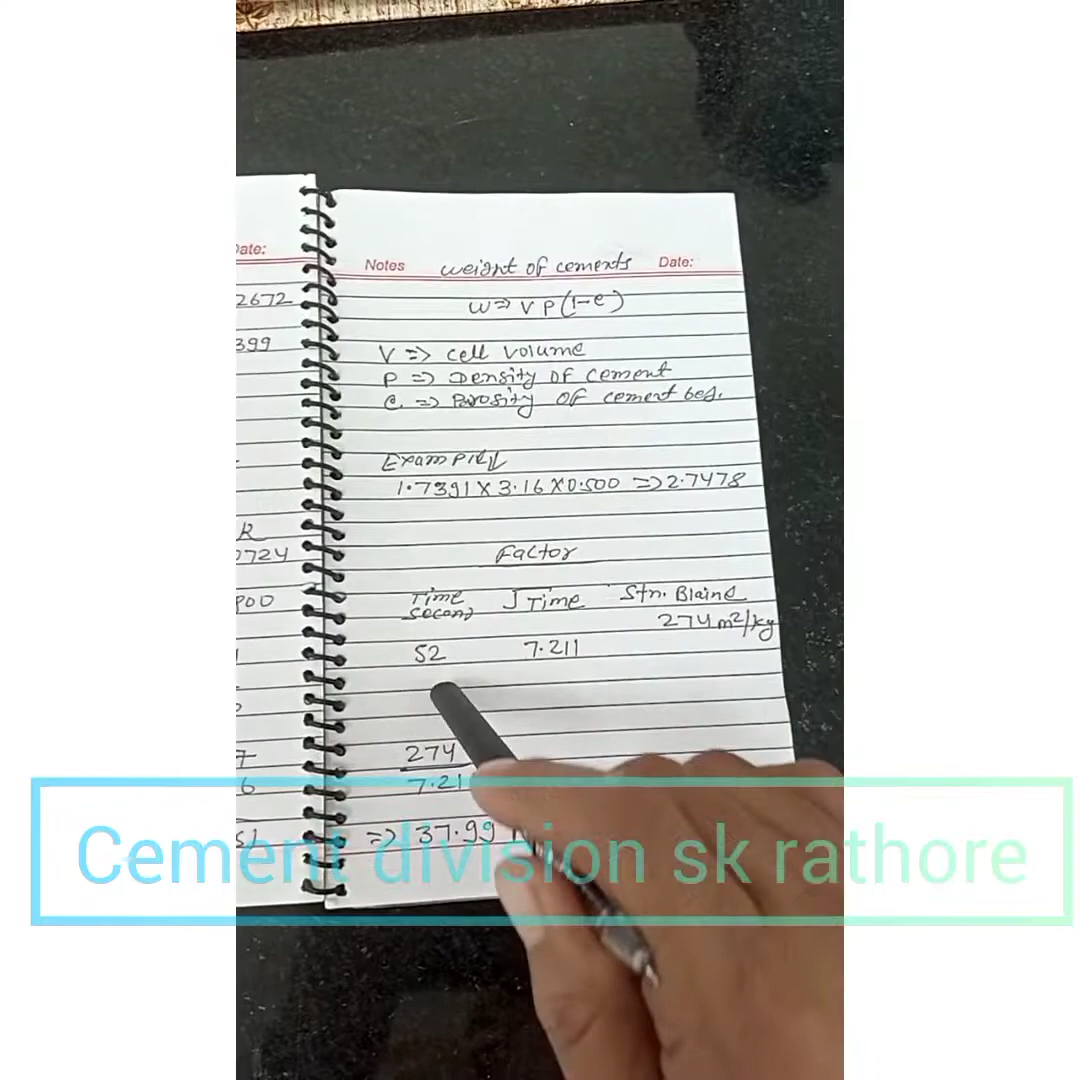 Date:
2672
399
R
0724
Notes weight of cements Date:
W => V P (1-e)
V => cell volume
P => Density of cement
e. => Porosity of cement bed.
Example
1.7391 X 3.16 X 0.500 => 2.7478
Factor
Time √Time Stn. Blaine
second 274 m2/kg
52 7.211
274
7.21
=> 37.99
7
6
51
Cement division sk rathore